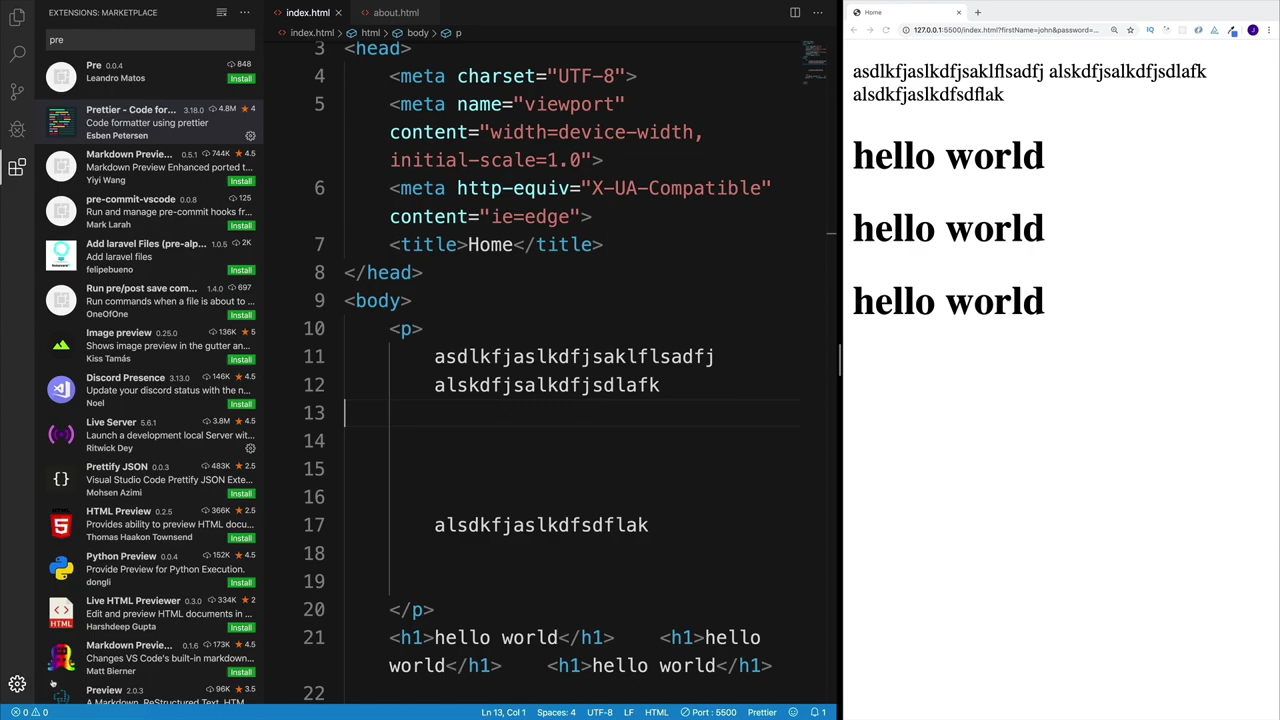 EXTENSIONS: MARKETPLACE
pre
Pre 0.0.4 848
Leandro Matos
Install
Prettier - Code for... 3.18.0 4.8M 4
Code formatter using prettier
Esben Petersen
Markdown Previe... 0.5.1 744K 4.5
Markdown Preview Enhanced ported t...
Yiyi Wang
Install
pre-commit-vscode 0.0.8 125
Run and manage pre-commit hooks fr...
Mark Larah
Install
Add laravel Files (pre-alp... 1.0.5 2K
Add laravel files
felipebueno
Install
Run pre/post save com... 1.4.0 697
Run commands when a file is about to ...
OneOfOne
Install
Image preview 0.25.0 136K 5
Shows image preview in the gutter an...
Kiss Tamás
Install
Discord Presence 3.13.0 146K 4.5
Update your discord status with the n...
Noel
Install
Live Server 5.6.1 3.8M 4.5
Launch a development local Server wit...
Ritwick Dey
Prettify JSON 0.0.3 483K 2.5
Visual Studio Code Prettify JSON Exte...
Mohsen Azimi
Install
HTML Preview 0.2.5 366K 2.5
Provides ability to preview HTML docu...
Thomas Haakon Townsend
Install
Python Preview 0.0.4 152K 4.5
Provide Preview for Python Execution.
dongli
Install
Live HTML Previewer 0.3.0 334K 2
Edit and preview HTML documents in ...
Harshdeep Gupta
Install
Markdown Previe... 0.1.6 173K 4.5
Changes VS Code's built-in markdown...
Matt Bierner
Install
Preview 2.0.3 96K 3.5
A Markdown, ReStructured Text, HTM...
index.html
about.html
index.html > html > body > p
3 <head>
4 <meta charset="UTF-8">
5 <meta name="viewport"
content="width=device-width,
initial-scale=1.0">
6 <meta http-equiv="X-UA-Compatible"
content="ie=edge">
7 <title>Home</title>
8 </head>
9 <body>
10 <p>
11 asdlkfjaslkdfjsaklflsadfj
12 alskdfjsalkdfjsdlafk
13
14
15
16
17 alsdkfjaslkdfsdflak
18
19
20 </p>
21 <h1>hello world</h1> <h1>hello
world</h1> <h1>hello world</h1>
22
0 0
Ln 13, Col 1 Spaces: 4 UTF-8 LF HTML Port : 5500 Prettier 1
Home
127.0.0.1:5500/index.html?firstName=john&password=...
IQ
J
asdlkfjaslkdfjsaklflsadfj alskdfjsalkdfjsdlafk
alsdkfjaslkdfsdflak
hello world
hello world
hello world